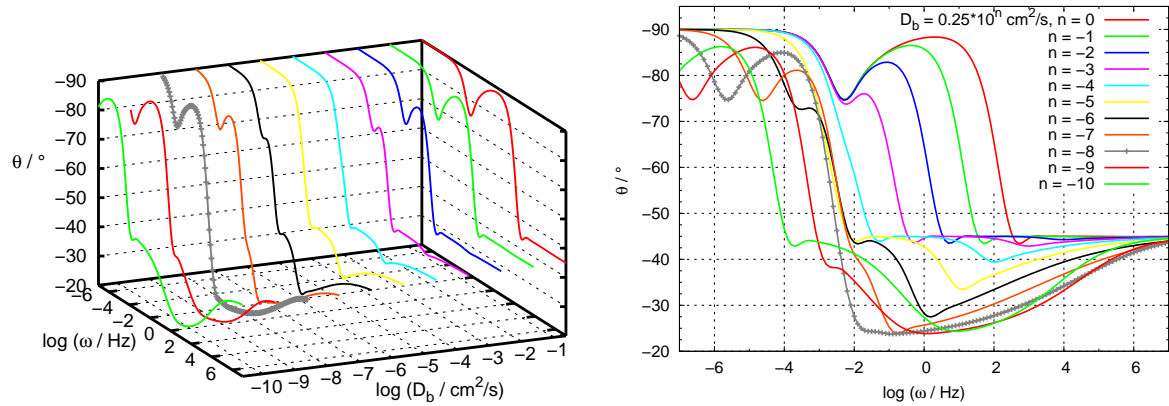 −90
−80
−70
−60
−50
−40
−30
−20
θ / °
−6
−4
−2
0
2
4
6
log (ω / Hz)
−10
−9
−8
−7
−6
−5
−4
−3
−2
−1
log (D_b / cm²/s)
−90
−80
−70
−60
−50
−40
−30
−20
θ / °
−6
−4
−2
0
2
4
6
log (ω / Hz)
D_b = 0.25*10^n cm²/s, n = 0
n = −1
n = −2
n = −3
n = −4
n = −5
n = −6
n = −7
n = −8
n = −9
n = −10